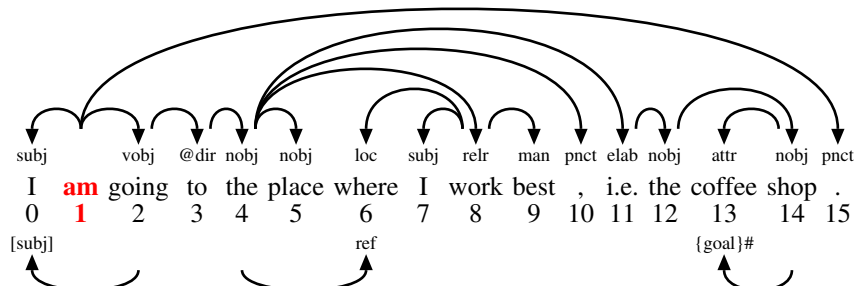 subj vobj @dir nobj nobj loc subj relr man pnct elab nobj attr nobj pnct
I am going to the place where I work best , i.e. the coffee shop .
0 1 2 3 4 5 6 7 8 9 10 11 12 13 14 15
[subj] ref {goal}#